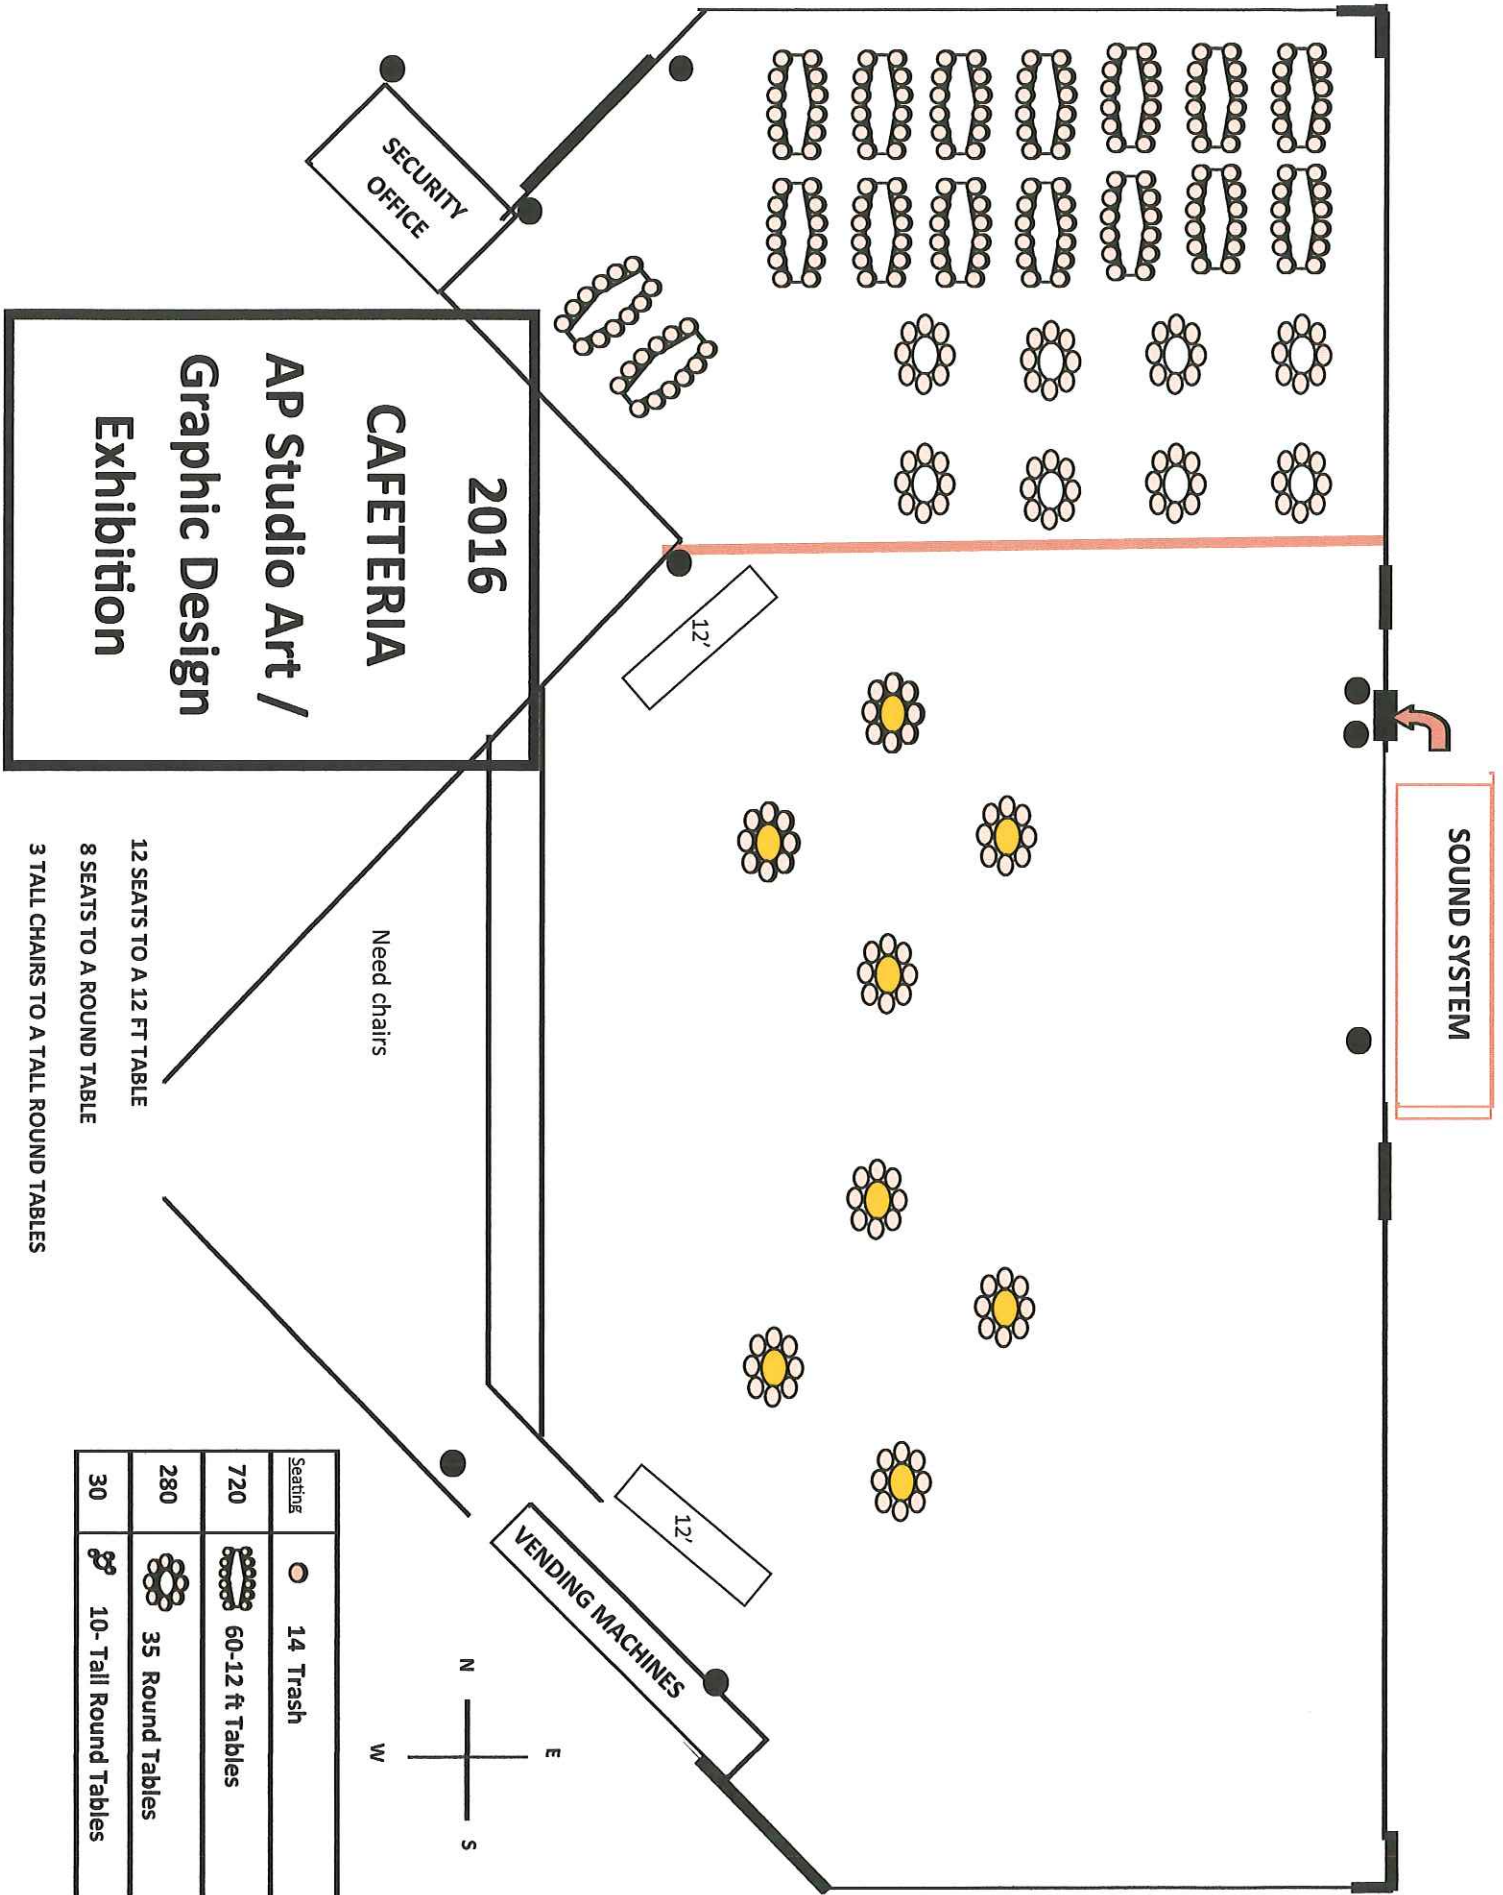 SOUND SYSTEM
SECURITY
OFFICE
12'
12'
2016
CAFETERIA
AP Studio Art /
Graphic Design
Exhibition
Need chairs
VENDING MACHINES
12 SEATS TO A 12 FT TABLE
8 SEATS TO A ROUND TABLE
3 TALL CHAIRS TO A TALL ROUND TABLES
N
E
W
S
Seating 14 Trash
720 60-12 ft Tables
280 35 Round Tables
30 10- Tall Round Tables